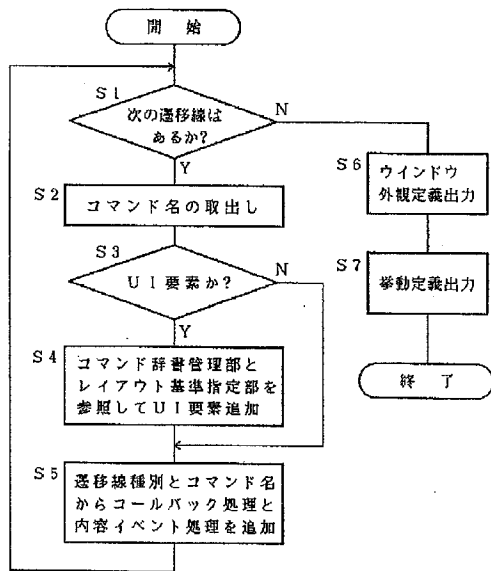 開 始
S1
次の遷移線は
あるか?
N
Y
S2
コマンド名の取出し
S3
UI要素か?
N
Y
S4
コマンド辞書管理部と
レイアウト基準指定部を
参照してUI要素追加
S5
遷移線種別とコマンド名
からコールバック処理と
内容イベント処理を追加
S6
ウインドウ
外観定義出力
S7
挙動定義出力
終 了